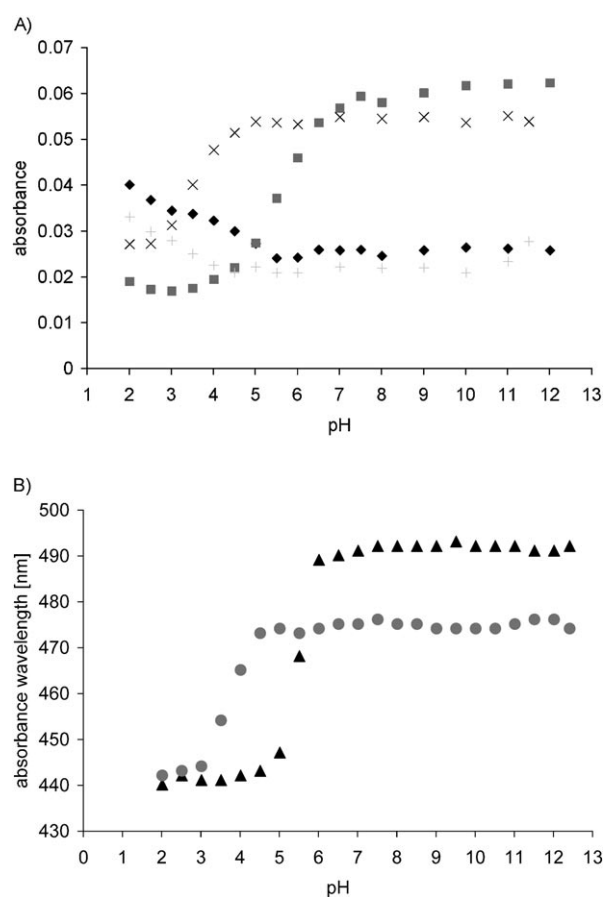 A)
0.07
0.06
0.05
0.04
0.03
0.02
0.01
0
absorbance
1 2 3 4 5 6 7 8 9 10 11 12 13
pH
B)
500
490
480
470
460
450
440
430
absorbance wavelength [nm]
0 1 2 3 4 5 6 7 8 9 10 11 12 13
pH